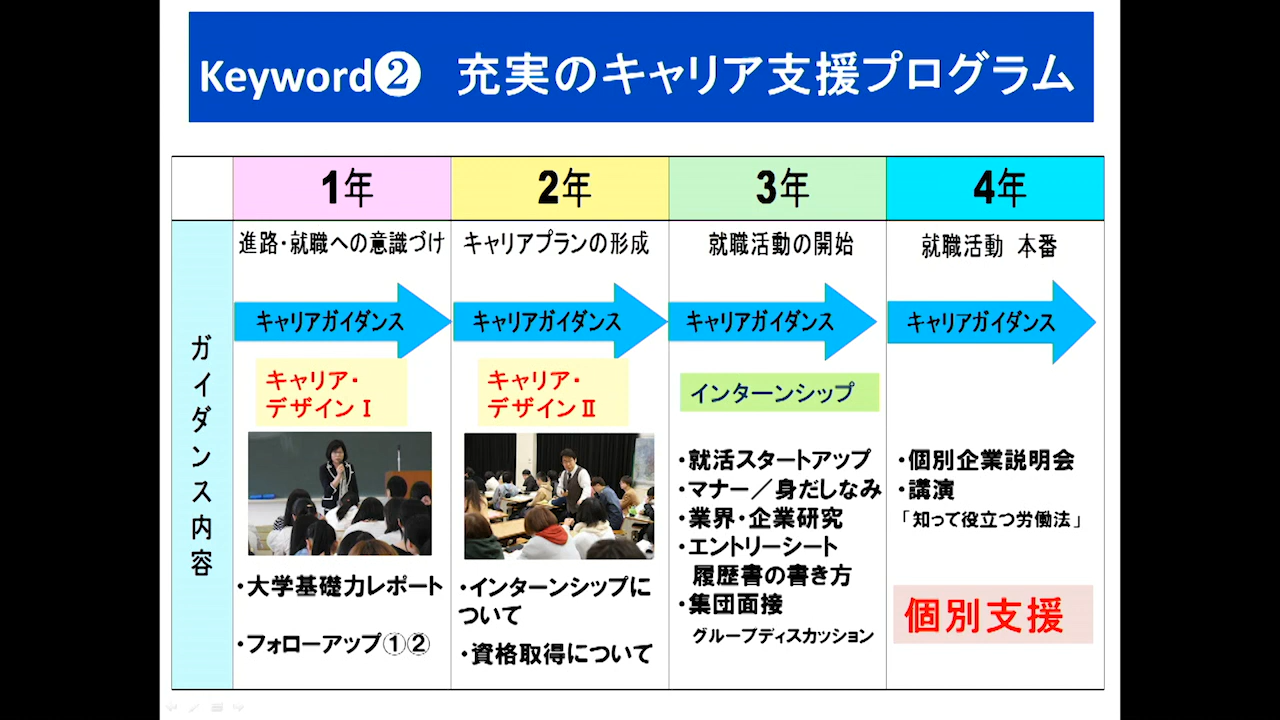 Keyword❷ 充実のキャリア支援プログラム
1年
2年
3年
4年
ガイダンス内容
進路・就職への意識づけ
キャリアガイダンス
キャリア・
デザインⅠ
・大学基礎力レポート
・フォローアップ①②
キャリアプランの形成
キャリアガイダンス
キャリア・
デザインⅡ
・インターンシップに
ついて
・資格取得について
就職活動の開始
キャリアガイダンス
インターンシップ
・就活スタートアップ
・マナー／身だしなみ
・業界・企業研究
・エントリーシート
履歴書の書き方
・集団面接
グループディスカッション
就職活動 本番
キャリアガイダンス
・個別企業説明会
・講演
「知って役立つ労働法」
個別支援